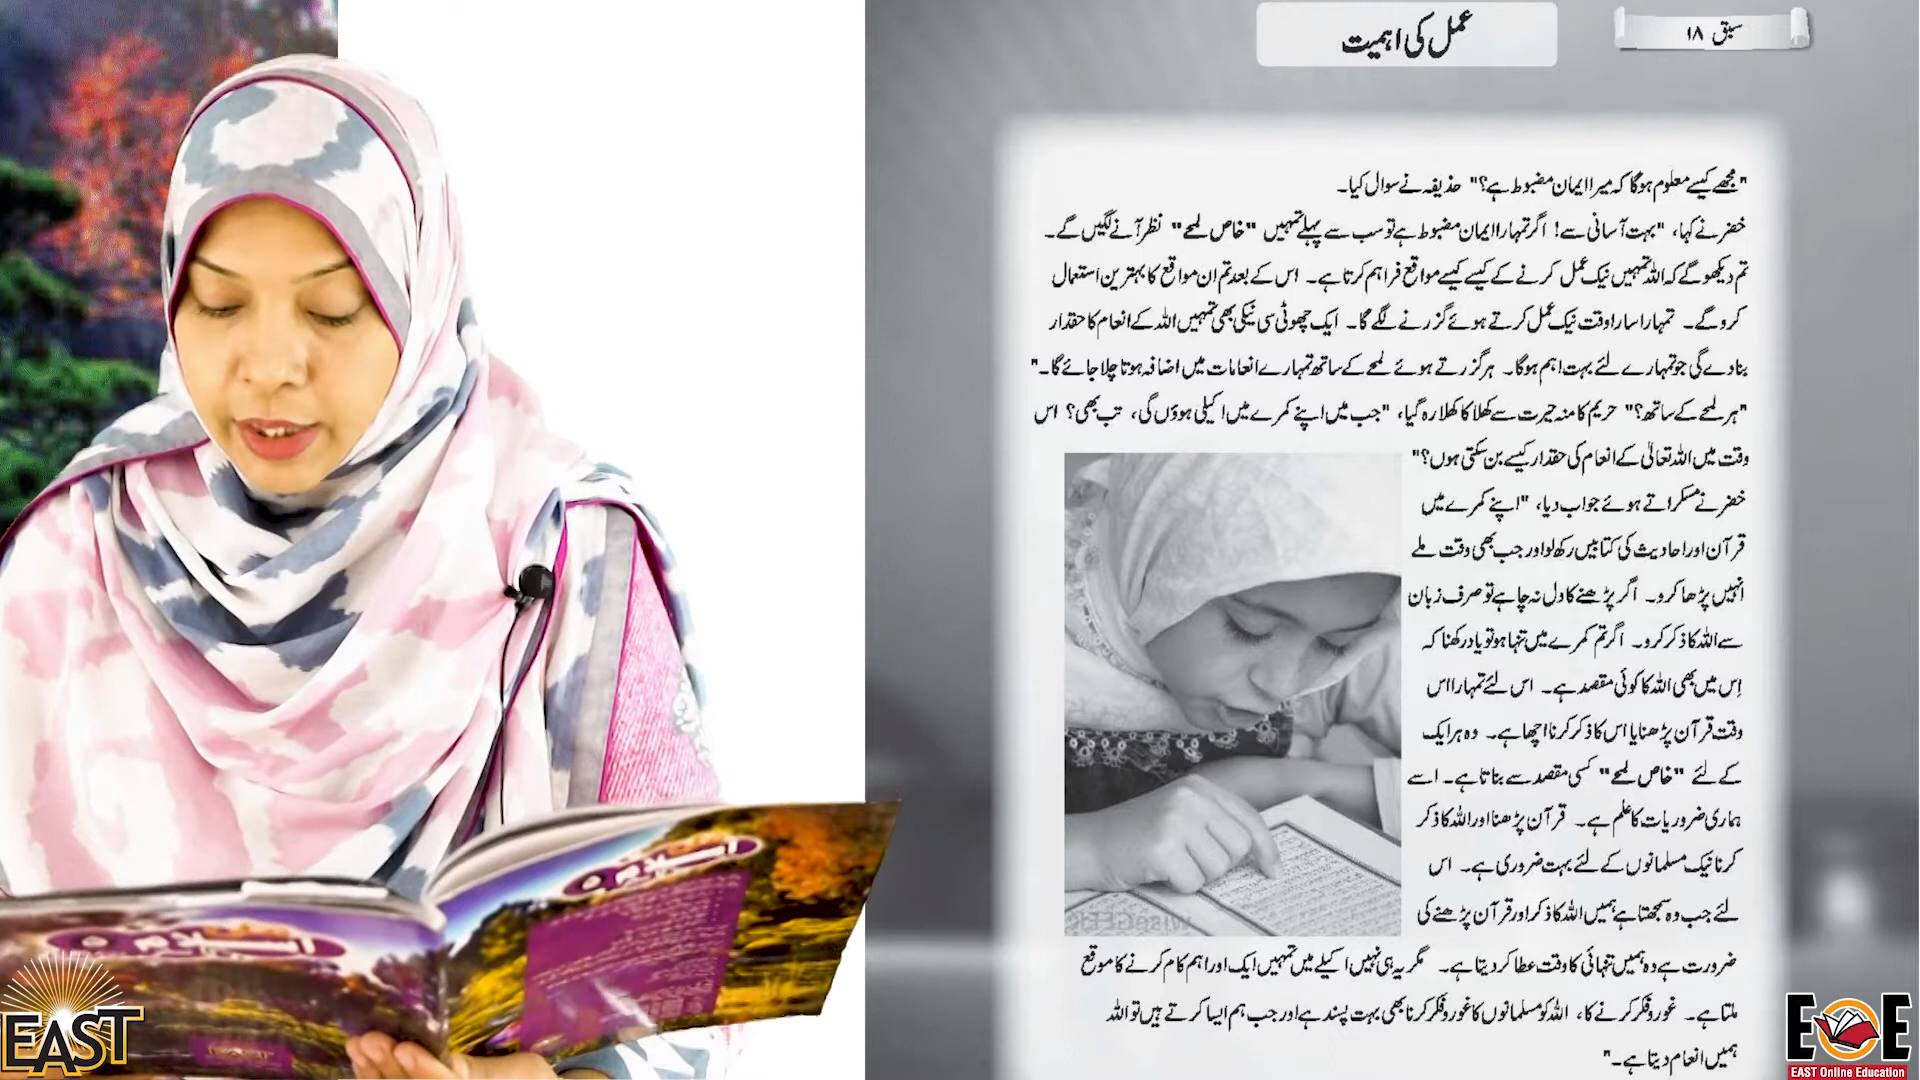 سبق ۱۸
عمل کی اہمیت
"مجھے کیسے معلوم ہوگا کہ میرا ایمان مضبوط ہے؟" حذیفہ نے سوال کیا۔
خضر نے کہا، "بہت آسانی سے! اگر تمہارا ایمان مضبوط ہے تو سب سے پہلے تمہیں "خاص لمحے" نظر آنے لگیں گے۔
تم دیکھو گے کہ اللہ تمہیں نیک عمل کرنے کے کیسے کیسے مواقع فراہم کرتا ہے۔ اس کے بعد تم ان مواقع کا بہترین استعمال
کرو گے۔ تمہارا سارا وقت نیک عمل کرتے ہوئے گزرنے لگے گا۔ ایک چھوٹی سی نیکی بھی تمہیں اللہ کے انعام کا حقدار
بنا دے گی جو تمہارے لئے بہت اہم ہوگا۔ ہر گزرتے ہوئے لمحے کے ساتھ تمہارے انعامات میں اضافہ ہوتا چلا جائے گا۔"
"ہر لمحے کے ساتھ؟" حریم کا منہ حیرت سے کھلا کا کھلا رہ گیا، "جب میں اپنے کمرے میں اکیلی ہوؤں گی، تب بھی؟ اس
وقت میں اللہ تعالیٰ کے انعام کی حقدار کیسے بن سکتی ہوں؟"
خضر نے مسکراتے ہوئے جواب دیا، "اپنے کمرے میں
قرآن اور احادیث کی کتابیں رکھ لو اور جب بھی وقت ملے
انہیں پڑھا کرو۔ اگر پڑھنے کا دل نہ چاہے تو صرف زبان
سے اللہ کا ذکر کرو۔ اگر تم کمرے میں تنہا ہو تو یاد رکھنا کہ
اِس میں بھی اللہ کا کوئی مقصد ہے۔ اس لئے تمہارا اس
وقت قرآن پڑھنا یا اس کا ذکر کرنا اچھا ہے۔ وہ ہر ایک
کے لئے "خاص لمحے" کسی مقصد سے بناتا ہے۔ اسے
ہماری ضروریات کا علم ہے۔ قرآن پڑھنا اور اللہ کا ذکر
کرنا نیک مسلمانوں کے لئے بہت ضروری ہے۔ اس
لئے جب وہ سمجھتا ہے ہمیں اللہ کا ذکر اور قرآن پڑھنے کی
ضرورت ہے وہ ہمیں تنہائی کا وقت عطا کر دیتا ہے۔ مگر یہ ہی نہیں اکیلے میں تمہیں ایک اور اہم کام کرنے کا موقع
ملتا ہے۔ غور و فکر کرنے کا، اللہ کو مسلمانوں کا غور و فکر کرنا بھی بہت پسند ہے اور جب ہم ایسا کرتے ہیں تو اللہ
ہمیں انعام دیتا ہے۔"
wiseGEEK
EAST
EOE
EAST Online Education